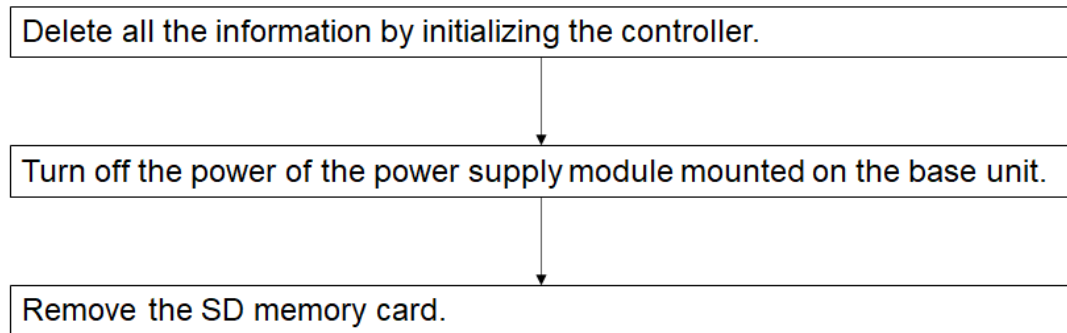 Delete all the information by initializing the controller.
Turn off the power of the power supply module mounted on the base unit.
Remove the SD memory card.